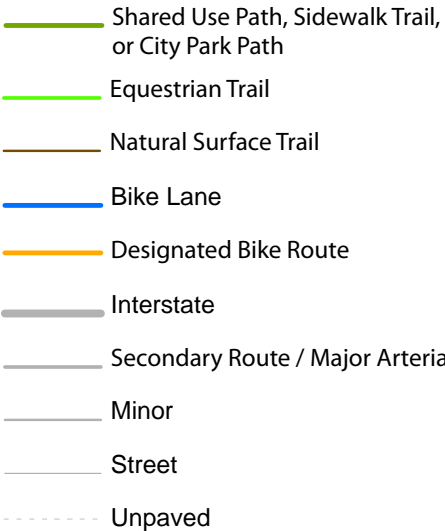 Shared Use Path, Sidewalk Trail,
or City Park Path
Equestrian Trail
Natural Surface Trail
Bike Lane
Designated Bike Route
Interstate
Secondary Route / Major Arteria
Minor
Street
Unpaved